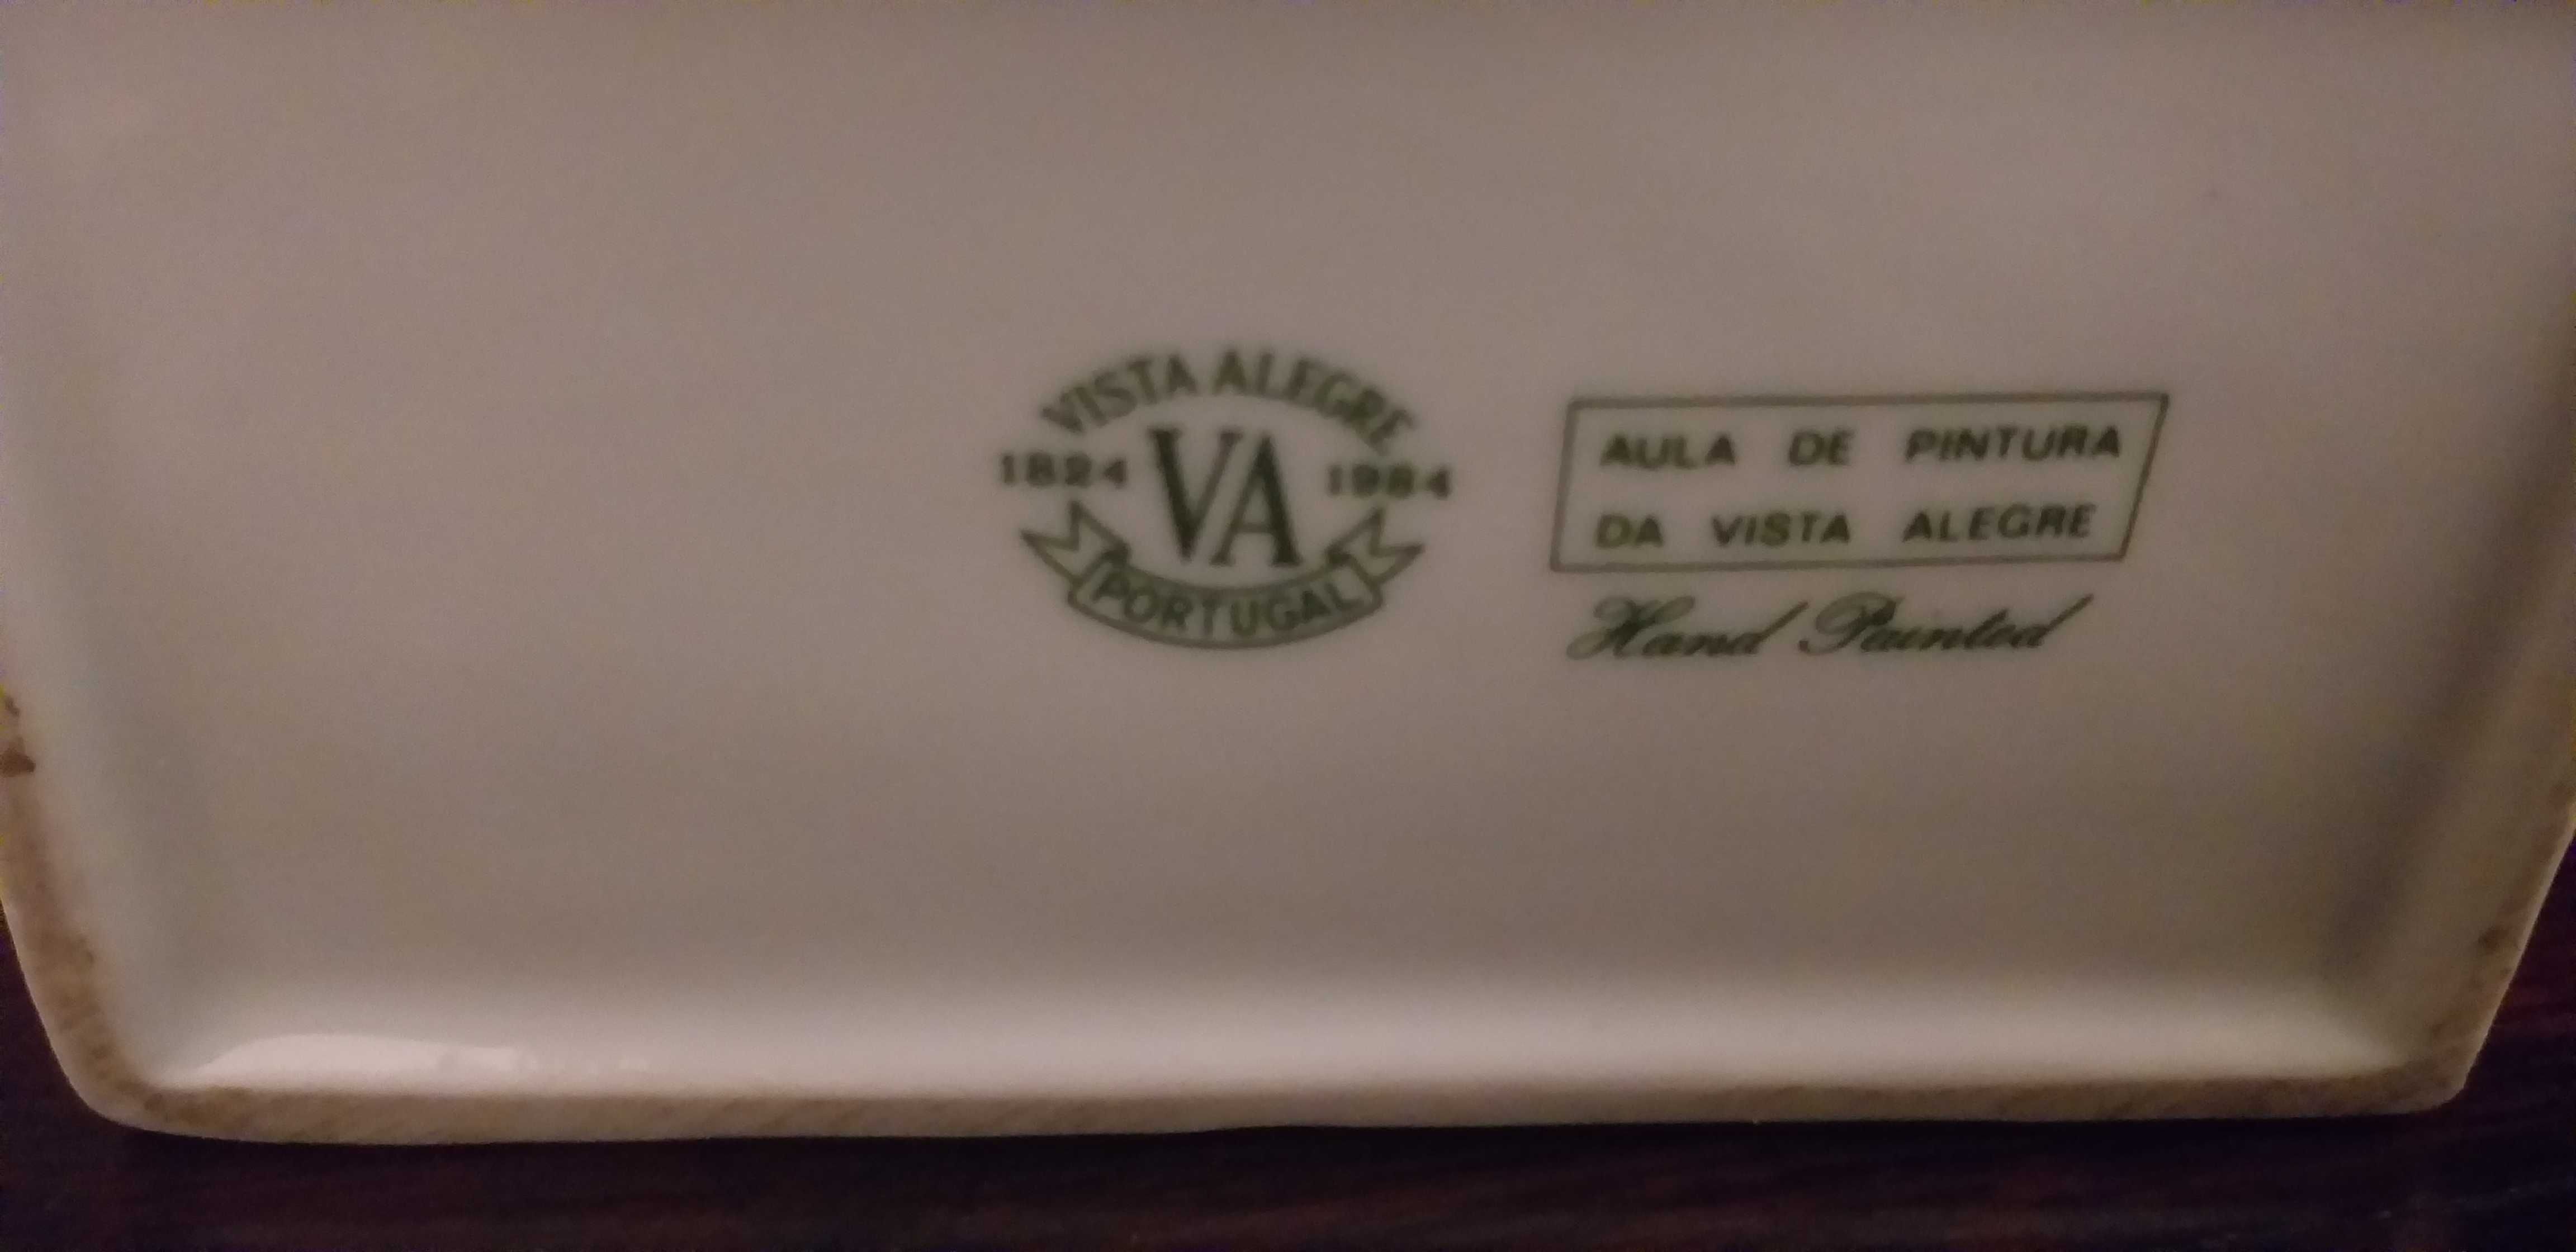 VISTA ALEGRE
1824 VA 1984
PORTUGAL
AULA DE PINTURA
DA VISTA ALEGRE
Hand Painted